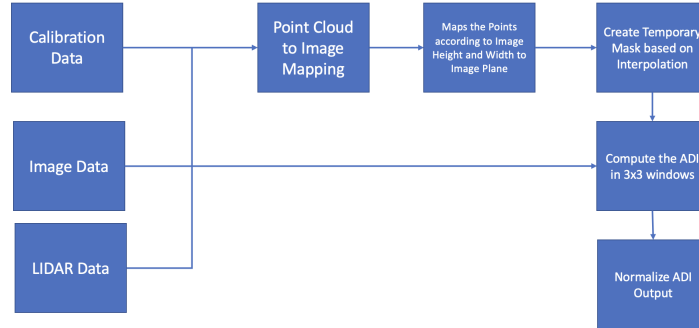 Calibration
Data
Point Cloud
to Image
Mapping
Maps the Points
according to Image
Height and Width to
Image Plane
Create Temporary
Mask based on
Interpolation
Image Data
Compute the ADI
in 3x3 windows
LIDAR Data
Normalize ADI
Output